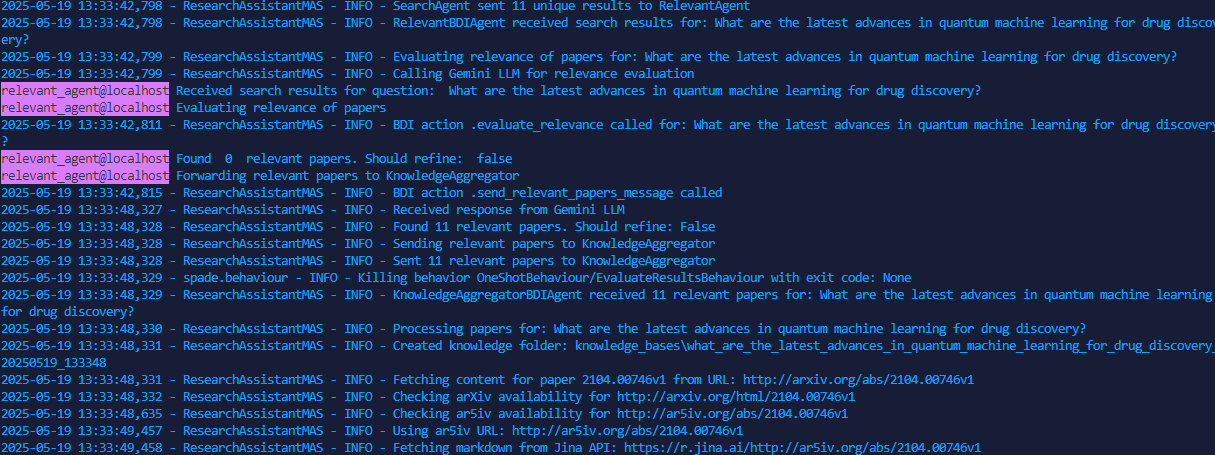 2025-05-19 13:33:42,798 - ResearchAssistantMAS - INFO - SearchAgent sent 11 unique results to RelevantAgent
2025-05-19 13:33:42,798 - ResearchAssistantMAS - INFO - RelevantBDIAgent received search results for: What are the latest advances in quantum machine learning for drug discov
ery?
2025-05-19 13:33:42,799 - ResearchAssistantMAS - INFO - Evaluating relevance of papers for: What are the latest advances in quantum machine learning for drug discovery?
2025-05-19 13:33:42,799 - ResearchAssistantMAS - INFO - Calling Gemini LLM for relevance evaluation
relevant_agent@localhost Received search results for question:  What are the latest advances in quantum machine learning for drug discovery?
relevant_agent@localhost Evaluating relevance of papers
2025-05-19 13:33:42,811 - ResearchAssistantMAS - INFO - BDI action .evaluate_relevance called for: What are the latest advances in quantum machine learning for drug discovery
?
relevant_agent@localhost Found  0  relevant papers. Should refine:  false
relevant_agent@localhost Forwarding relevant papers to KnowledgeAggregator
2025-05-19 13:33:42,815 - ResearchAssistantMAS - INFO - BDI action .send_relevant_papers_message called
2025-05-19 13:33:48,327 - ResearchAssistantMAS - INFO - Received response from Gemini LLM
2025-05-19 13:33:48,328 - ResearchAssistantMAS - INFO - Found 11 relevant papers. Should refine: False
2025-05-19 13:33:48,328 - ResearchAssistantMAS - INFO - Sending relevant papers to KnowledgeAggregator
2025-05-19 13:33:48,328 - ResearchAssistantMAS - INFO - Sent 11 relevant papers to KnowledgeAggregator
2025-05-19 13:33:48,329 - spade.behaviour - INFO - Killing behavior OneShotBehaviour/EvaluateResultsBehaviour with exit code: None
2025-05-19 13:33:48,329 - ResearchAssistantMAS - INFO - KnowledgeAggregatorBDIAgent received 11 relevant papers for: What are the latest advances in quantum machine learning
for drug discovery?
2025-05-19 13:33:48,330 - ResearchAssistantMAS - INFO - Processing papers for: What are the latest advances in quantum machine learning for drug discovery?
2025-05-19 13:33:48,331 - ResearchAssistantMAS - INFO - Created knowledge folder: knowledge_bases\what_are_the_latest_advances_in_quantum_machine_learning_for_drug_discovery_
20250519_133348
2025-05-19 13:33:48,331 - ResearchAssistantMAS - INFO - Fetching content for paper 2104.00746v1 from URL: http://arxiv.org/abs/2104.00746v1
2025-05-19 13:33:48,332 - ResearchAssistantMAS - INFO - Checking arXiv availability for http://arxiv.org/html/2104.00746v1
2025-05-19 13:33:48,635 - ResearchAssistantMAS - INFO - Checking ar5iv availability for http://ar5iv.org/abs/2104.00746v1
2025-05-19 13:33:49,457 - ResearchAssistantMAS - INFO - Using ar5iv URL: http://ar5iv.org/abs/2104.00746v1
2025-05-19 13:33:49,458 - ResearchAssistantMAS - INFO - Fetching markdown from Jina API: https://r.jina.ai/http://ar5iv.org/abs/2104.00746v1